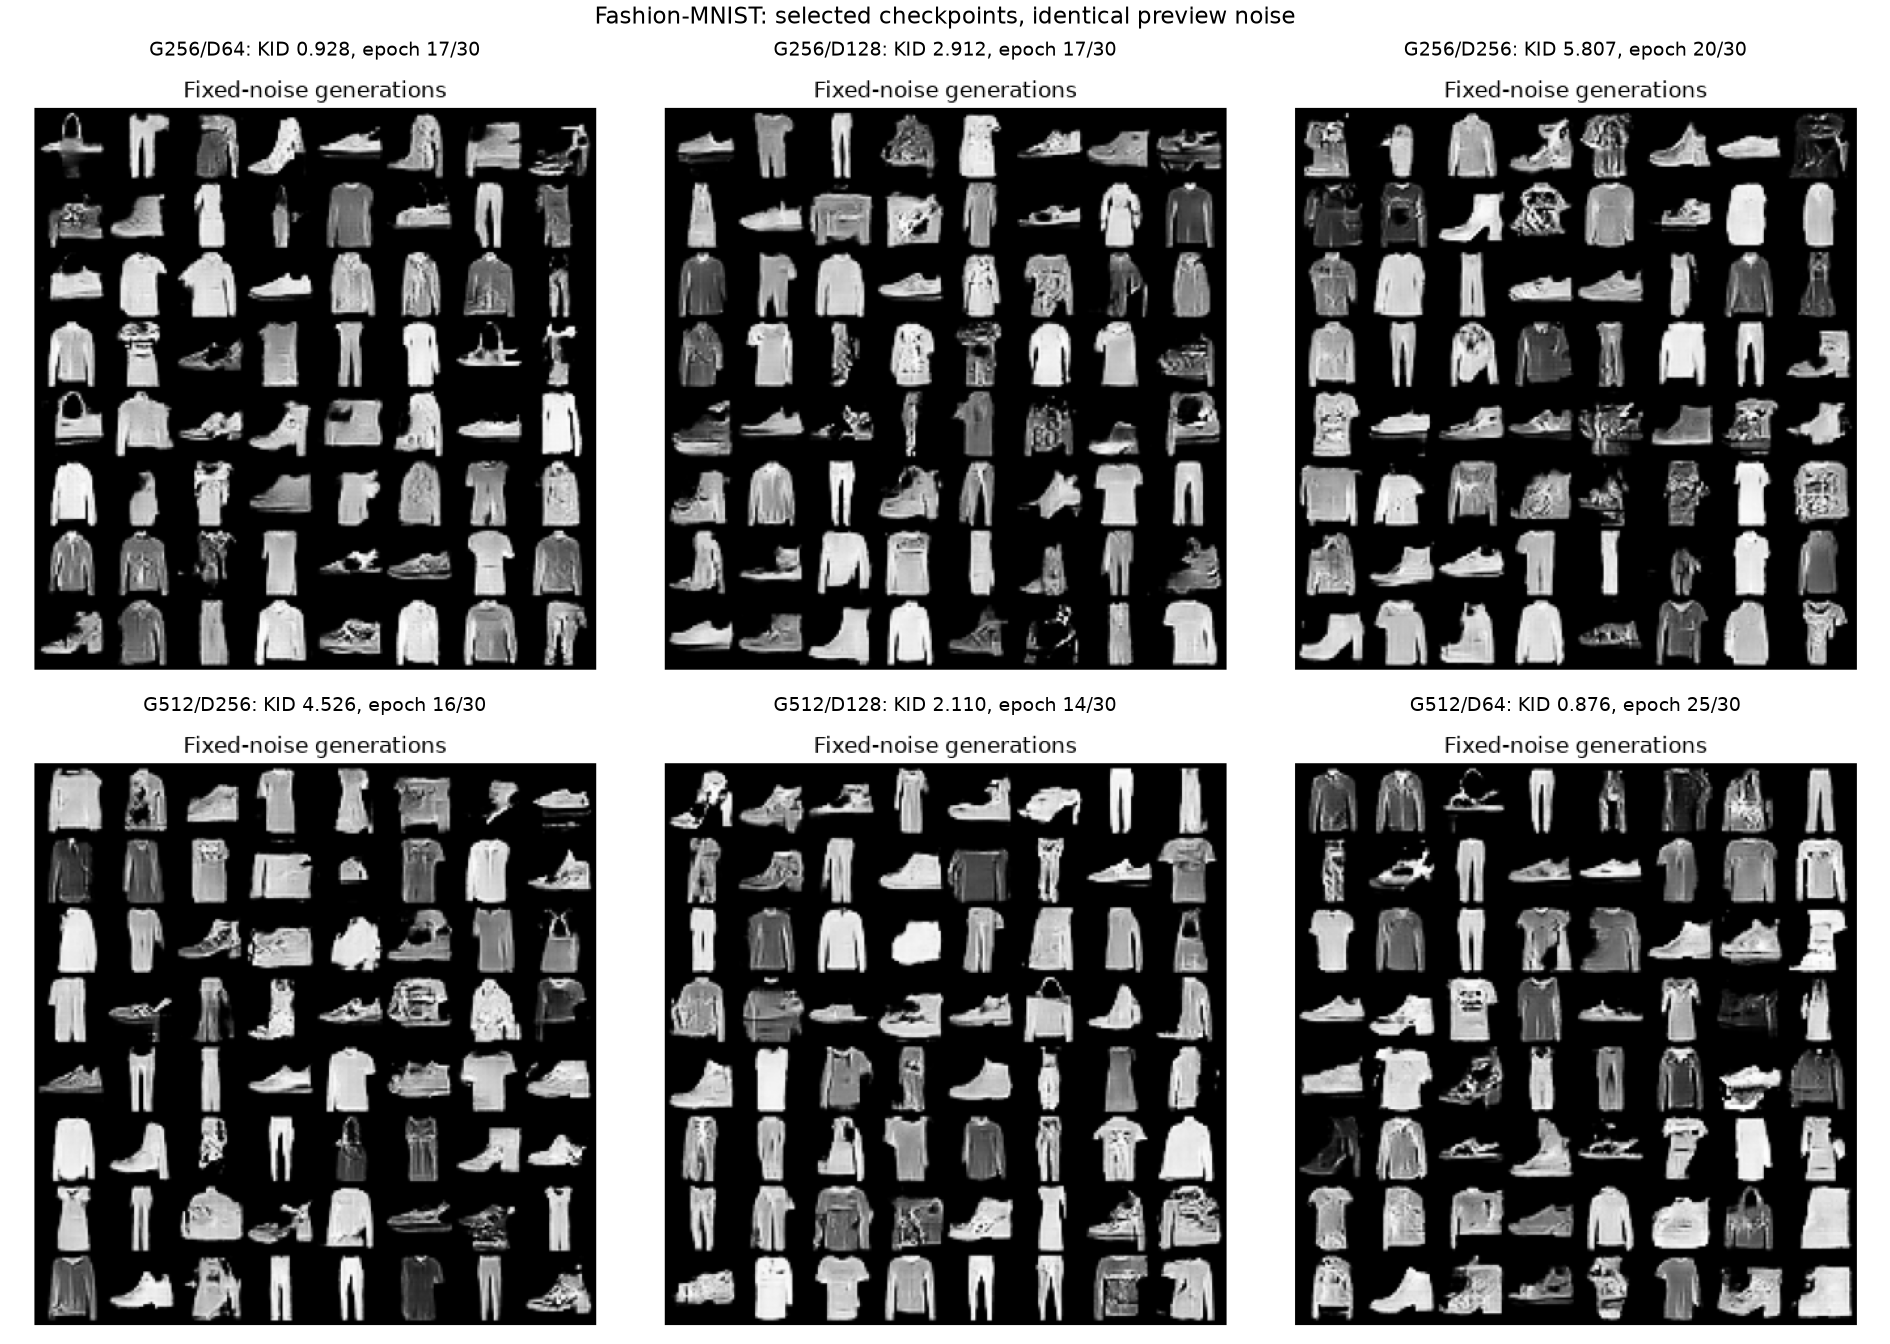 Fashion-MNIST: selected checkpoints, identical preview noise
G256/D64: KID 0.928, epoch 17/30
Fixed-noise generations
G256/D128: KID 2.912, epoch 17/30
Fixed-noise generations
G256/D256: KID 5.807, epoch 20/30
Fixed-noise generations
G512/D256: KID 4.526, epoch 16/30
Fixed-noise generations
G512/D128: KID 2.110, epoch 14/30
Fixed-noise generations
G512/D64: KID 0.876, epoch 25/30
Fixed-noise generations